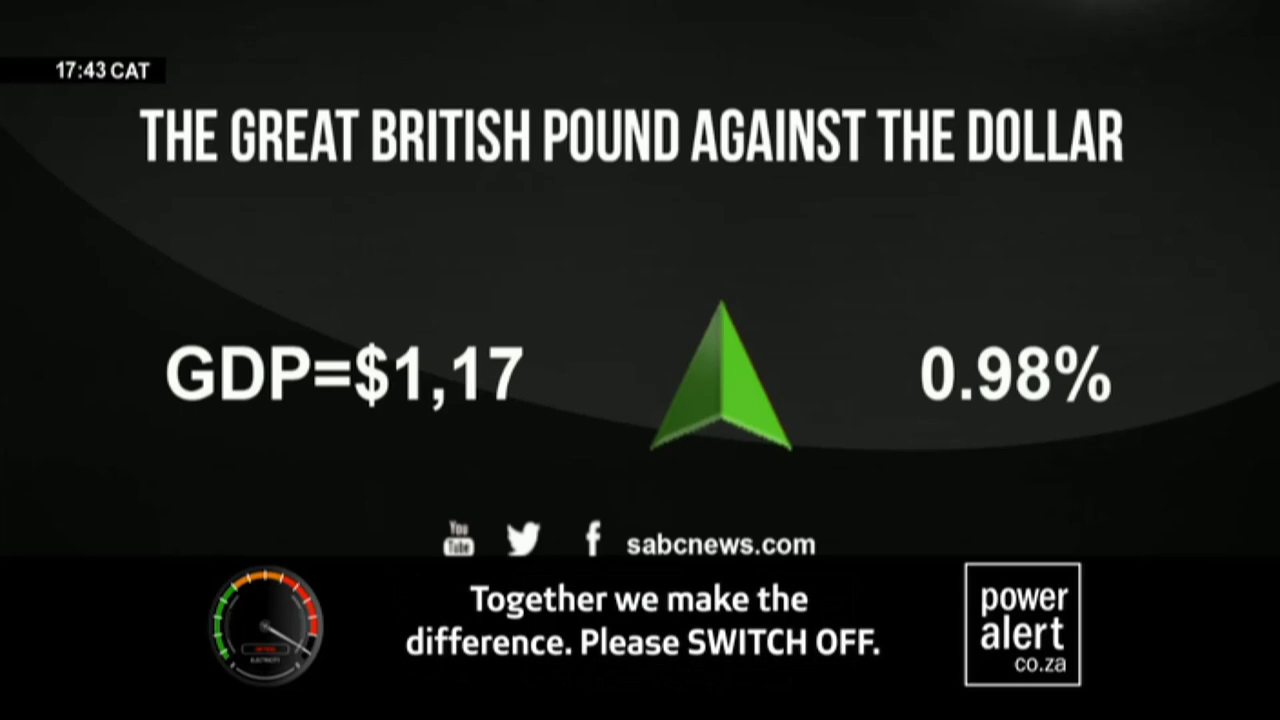 17:43 CAT
THE GREAT BRITISH POUND AGAINST THE DOLLAR
GDP=$1,17
0.98%
You
Tube
sabcnews.com
Together we make the
difference. Please SWITCH OFF.
power
alert
co.za
ELECTRICITY